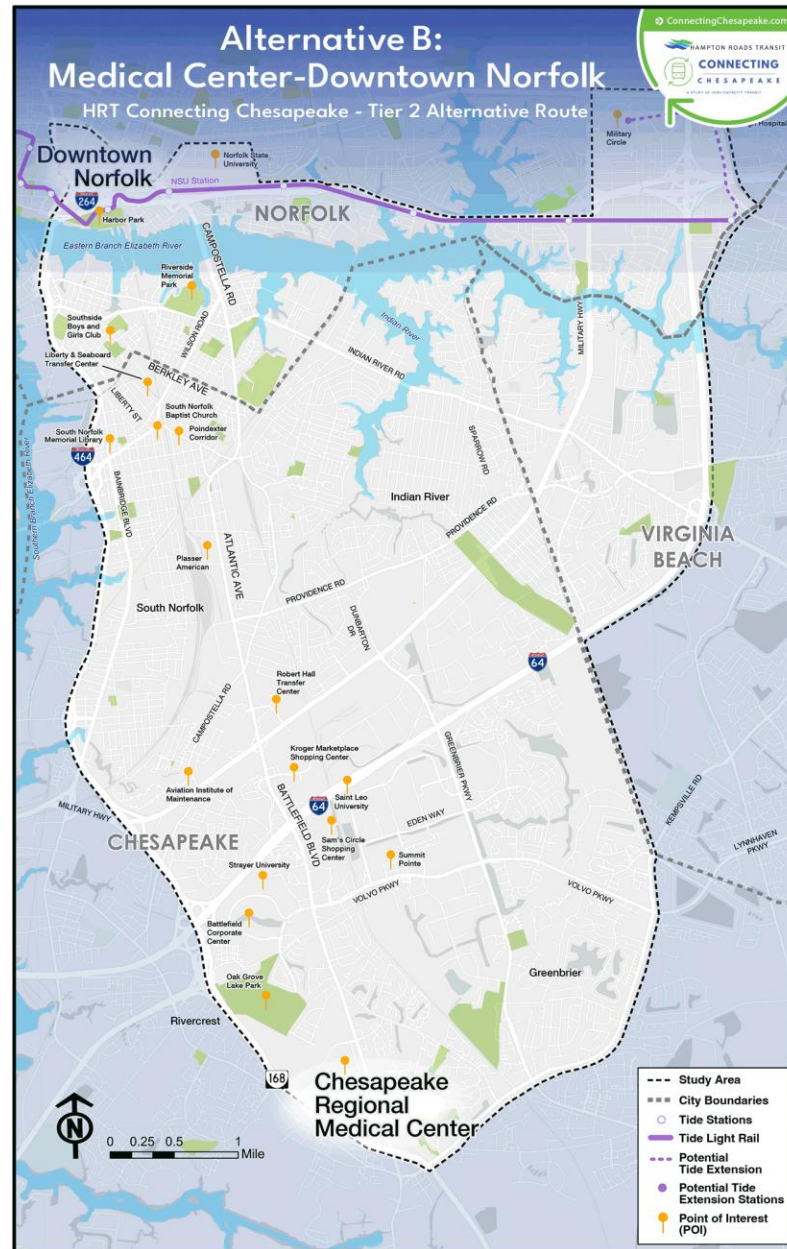 Alternative B:
Medical Center-Downtown Norfolk
HRT Connecting Chesapeake - Tier 2 Alternative Route
ConnectingChesapeake.com
HAMPTON ROADS TRANSIT
CONNECTING
CHESAPEAKE
A STUDY OF HIGH-CAPACITY TRANSIT
Military
Circle
Hospital
Downtown
Norfolk
Norfolk State
University
NSU Station
264
Harbor Park
NORFOLK
Eastern Branch Elizabeth River
CAMPOSTELLA RD
Riverside
Memorial
Park
MILITARY HWY
Southside
Boys and
Girls Club
WILSON ROAD
Indian River
INDIAN RIVER RD
Liberty & Seaboard
Transfer Center
BERKLEY AVE
LIBERTY ST
South Norfolk
Baptist Church
Poindexter
Corridor
South Norfolk
Memorial Library
464
Southern Branch Elizabeth River
BAINBRIDGE BLVD
SPARROW RD
Indian River
PROVIDENCE RD
VIRGINIA
BEACH
ATLANTIC AVE
Plasser
American
PROVIDENCE RD
South Norfolk
DUNBARTON
DR
64
Robert Hall
Transfer
Center
CAMPOSTELLA RD
GREENBRIER PKWY
Kroger Marketplace
Shopping Center
Aviation Institute of
Maintenance
Saint Leo
University
64
MILITARY HWY
BATTLEFIELD BLVD
EDEN WAY
KEMPSVILLE RD
LYNNHAVEN
PKWY
CHESAPEAKE
Sam's Circle
Shopping
Center
Summit
Pointe
Strayer University
VOLVO PKWY
VOLVO PKWY
Battlefield
Corporate
Center
Oak Grove
Lake Park
Greenbrier
Rivercrest
168
Chesapeake
Regional
Medical Center
N
0 0.25 0.5 1
Mile
Study Area
City Boundaries
Tide Stations
Tide Light Rail
Potential
Tide Extension
Potential Tide
Extension Stations
Point of Interest
(POI)